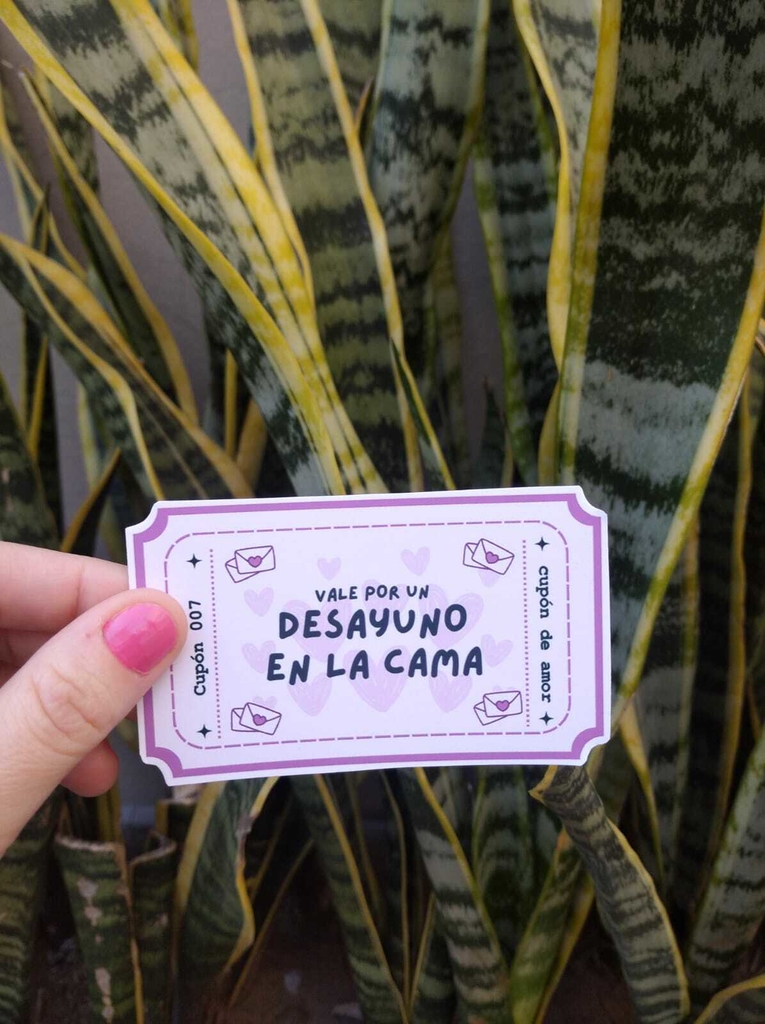 Cupón 007
VALE POR UN
DESAYUNO
EN LA CAMA
cupón de amor